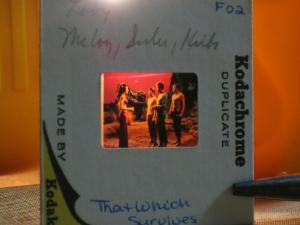 F02
McCoy, Sulu, Kirk
Kodachrome
DUPLICATE
MADE BY
Kodak
That Which
Survives